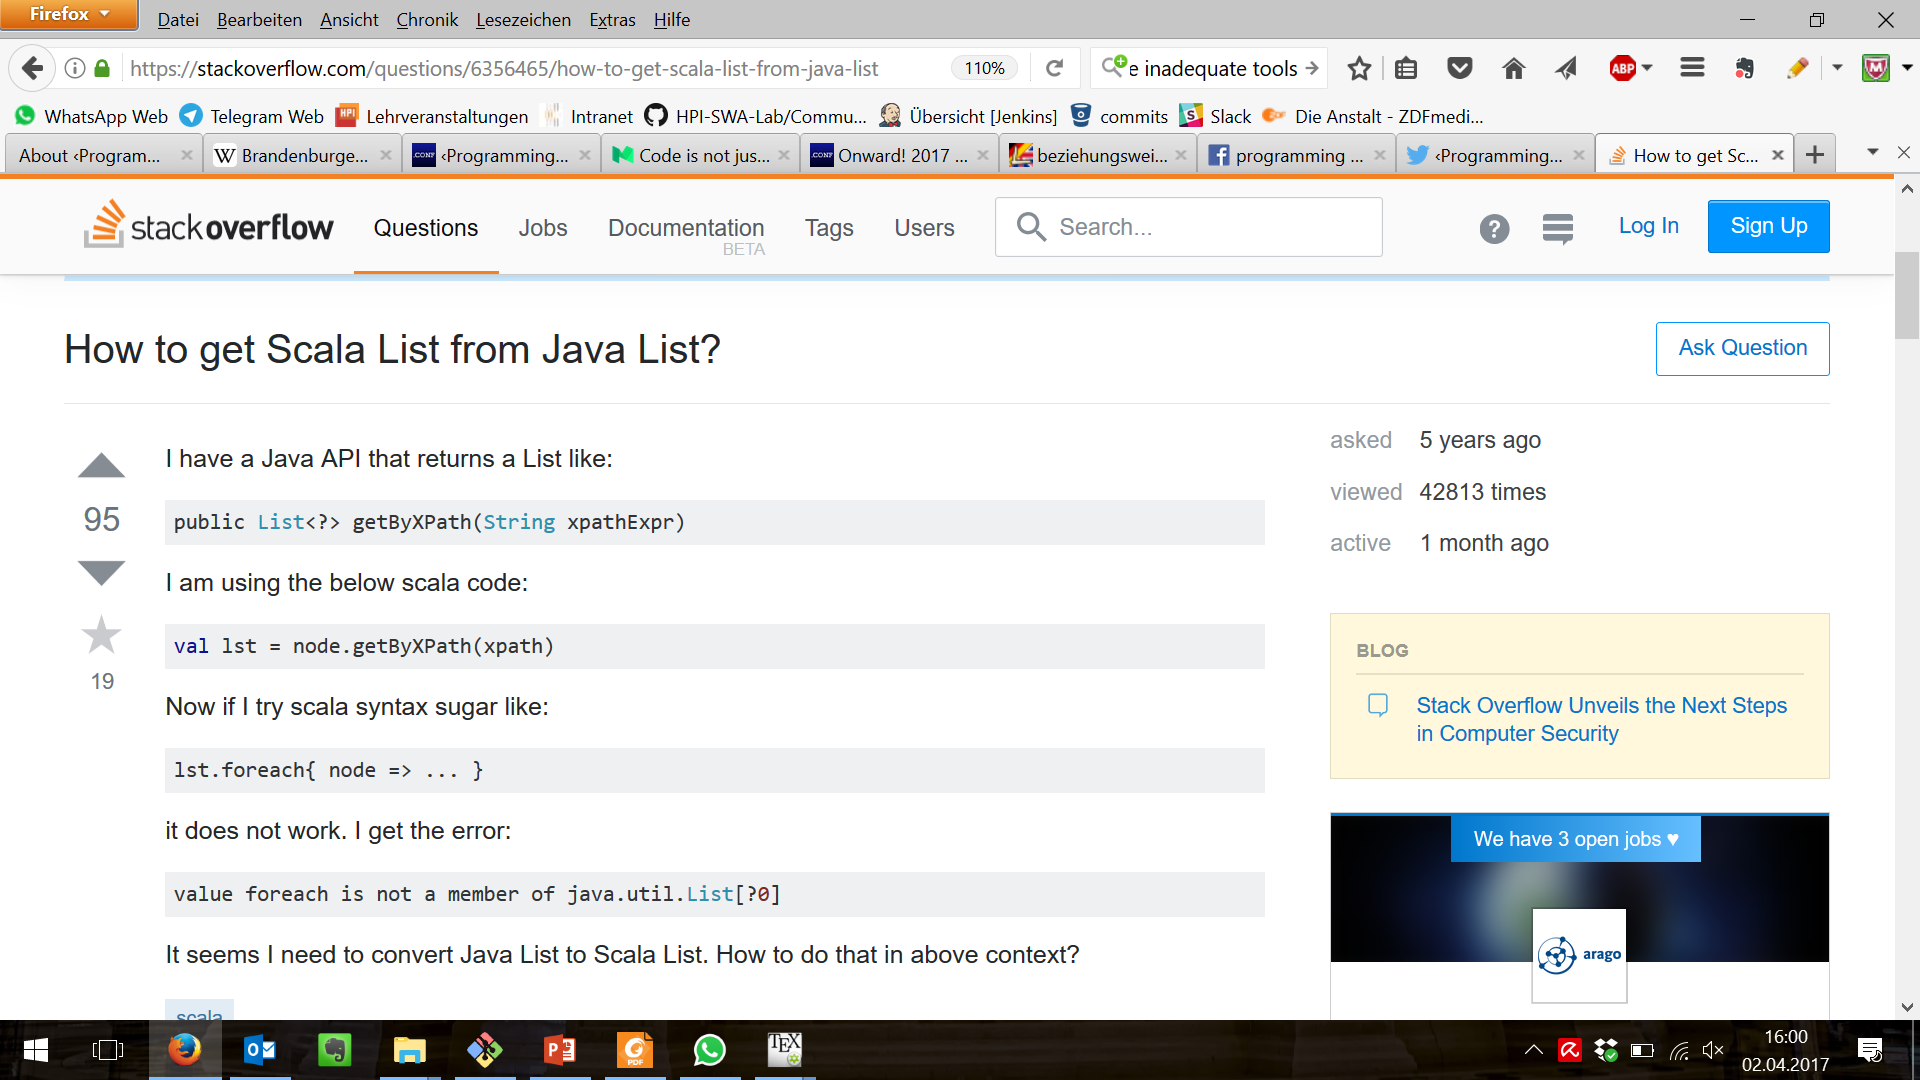 Firefox
Datei Bearbeiten Ansicht Chronik Lesezeichen Extras Hilfe
https://stackoverflow.com/questions/6356465/how-to-get-scala-list-from-java-list
110%
e inadequate tools
ABP
WhatsApp Web
Telegram Web
HPI
Lehrveranstaltungen
Intranet
HPI-SWA-Lab/Commu...
Übersicht [Jenkins]
commits
Slack
Die Anstalt - ZDFmedi...
About ‹Program...
W Brandenburge...
.CONF ‹Programming...
Code is not jus...
.CONF Onward! 2017 ...
beziehungswei...
programming ...
‹Programming...
How to get Sc...
stackoverflow
Questions
Jobs
Documentation
BETA
Tags
Users
Search...
?
Log In
Sign Up
How to get Scala List from Java List?
Ask Question
95
19
I have a Java API that returns a List like:
public List<?> getByXPath(String xpathExpr)
I am using the below scala code:
val lst = node.getByXPath(xpath)
Now if I try scala syntax sugar like:
lst.foreach{ node => ... }
it does not work. I get the error:
value foreach is not a member of java.util.List[?0]
It seems I need to convert Java List to Scala List. How to do that in above context?
scala
asked 5 years ago
viewed 42813 times
active 1 month ago
BLOG
Stack Overflow Unveils the Next Steps
in Computer Security
We have 3 open jobs ♥
arago
PDF
TEX
16:00
02.04.2017